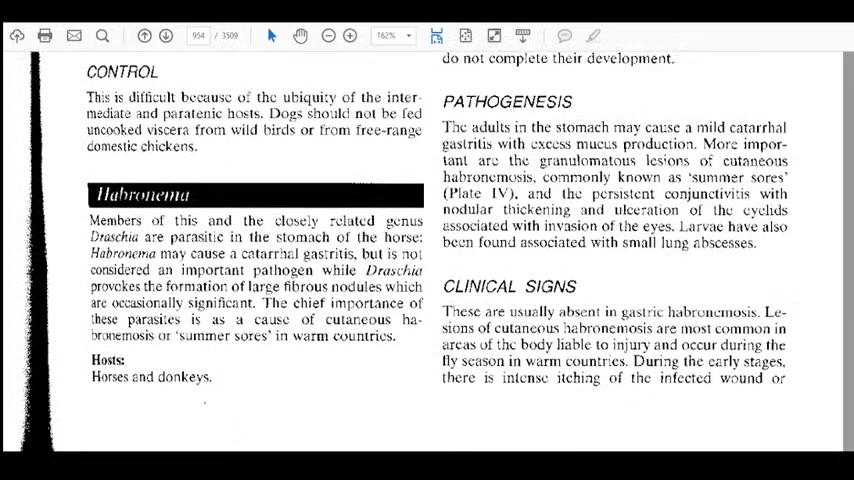 954 / 3509
162%
CONTROL
This is difficult because of the ubiquity of the inter-
mediate and paratenic hosts. Dogs should not be fed
uncooked viscera from wild birds or from free-range
domestic chickens.
Habronema
Members of this and the closely related genus
Draschia are parasitic in the stomach of the horse:
Habronema may cause a catarrhal gastritis, but is not
considered an important pathogen while Draschia
provokes the formation of large fibrous nodules which
are occasionally significant. The chief importance of
these parasites is as a cause of cutaneous ha-
bronemosis or 'summer sores' in warm countries.
Hosts:
Horses and donkeys.
do not complete their development.
PATHOGENESIS
The adults in the stomach may cause a mild catarrhal
gastritis with excess mucus production. More impor-
tant are the granulomatous lesions of cutaneous
habronemosis, commonly known as 'summer sores'
(Plate IV), and the persistent conjunctivitis with
nodular thickening and ulceration of the eyelids
associated with invasion of the eyes. Larvae have also
been found associated with small lung abscesses.
CLINICAL SIGNS
These are usually absent in gastric habronemosis. Le-
sions of cutaneous habronemosis are most common in
areas of the body liable to injury and occur during the
fly season in warm countries. During the early stages,
there is intense itching of the infected wound or